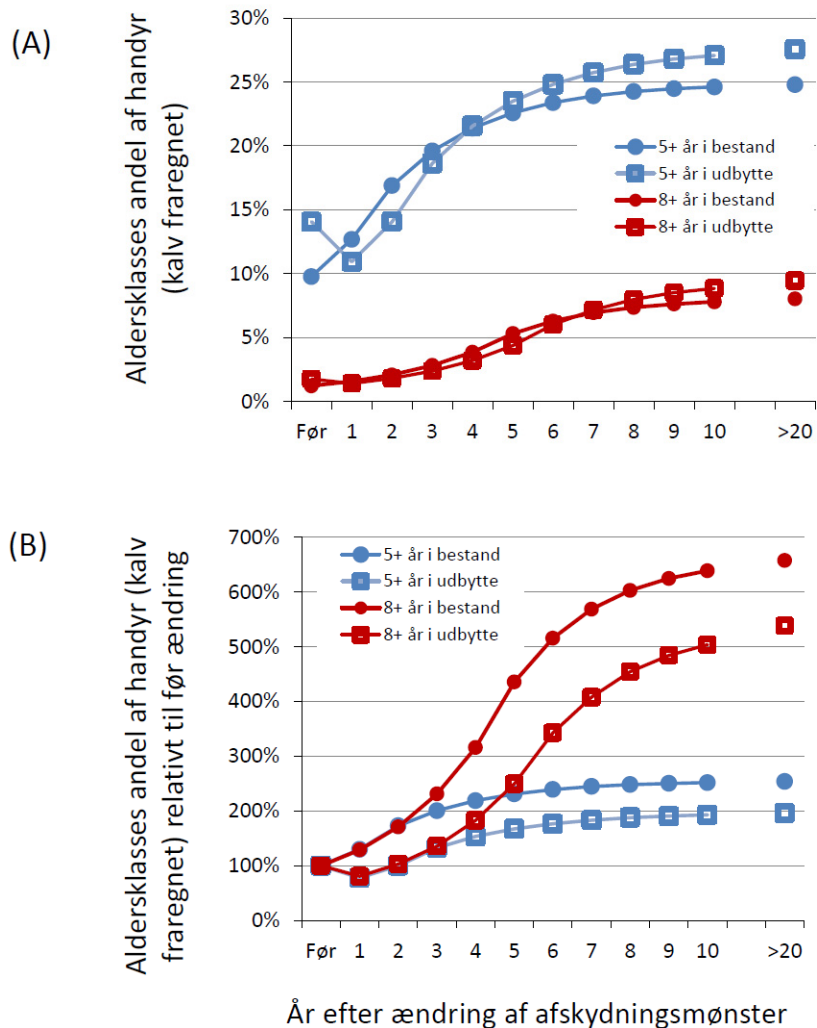 (A)
Aldersklasses andel af handyr
(kalv fraregnet)
30%
25%
20%
15%
10%
5%
0%
5+ år i bestand
5+ år i udbytte
8+ år i bestand
8+ år i udbytte
Før 1 2 3 4 5 6 7 8 9 10 >20
(B)
Aldersklasses andel af handyr (kalv
fraregnet) relativt til før ændring
700%
600%
500%
400%
300%
200%
100%
0%
5+ år i bestand
5+ år i udbytte
8+ år i bestand
8+ år i udbytte
Før 1 2 3 4 5 6 7 8 9 10 >20
År efter ændring af afskydningsmønster